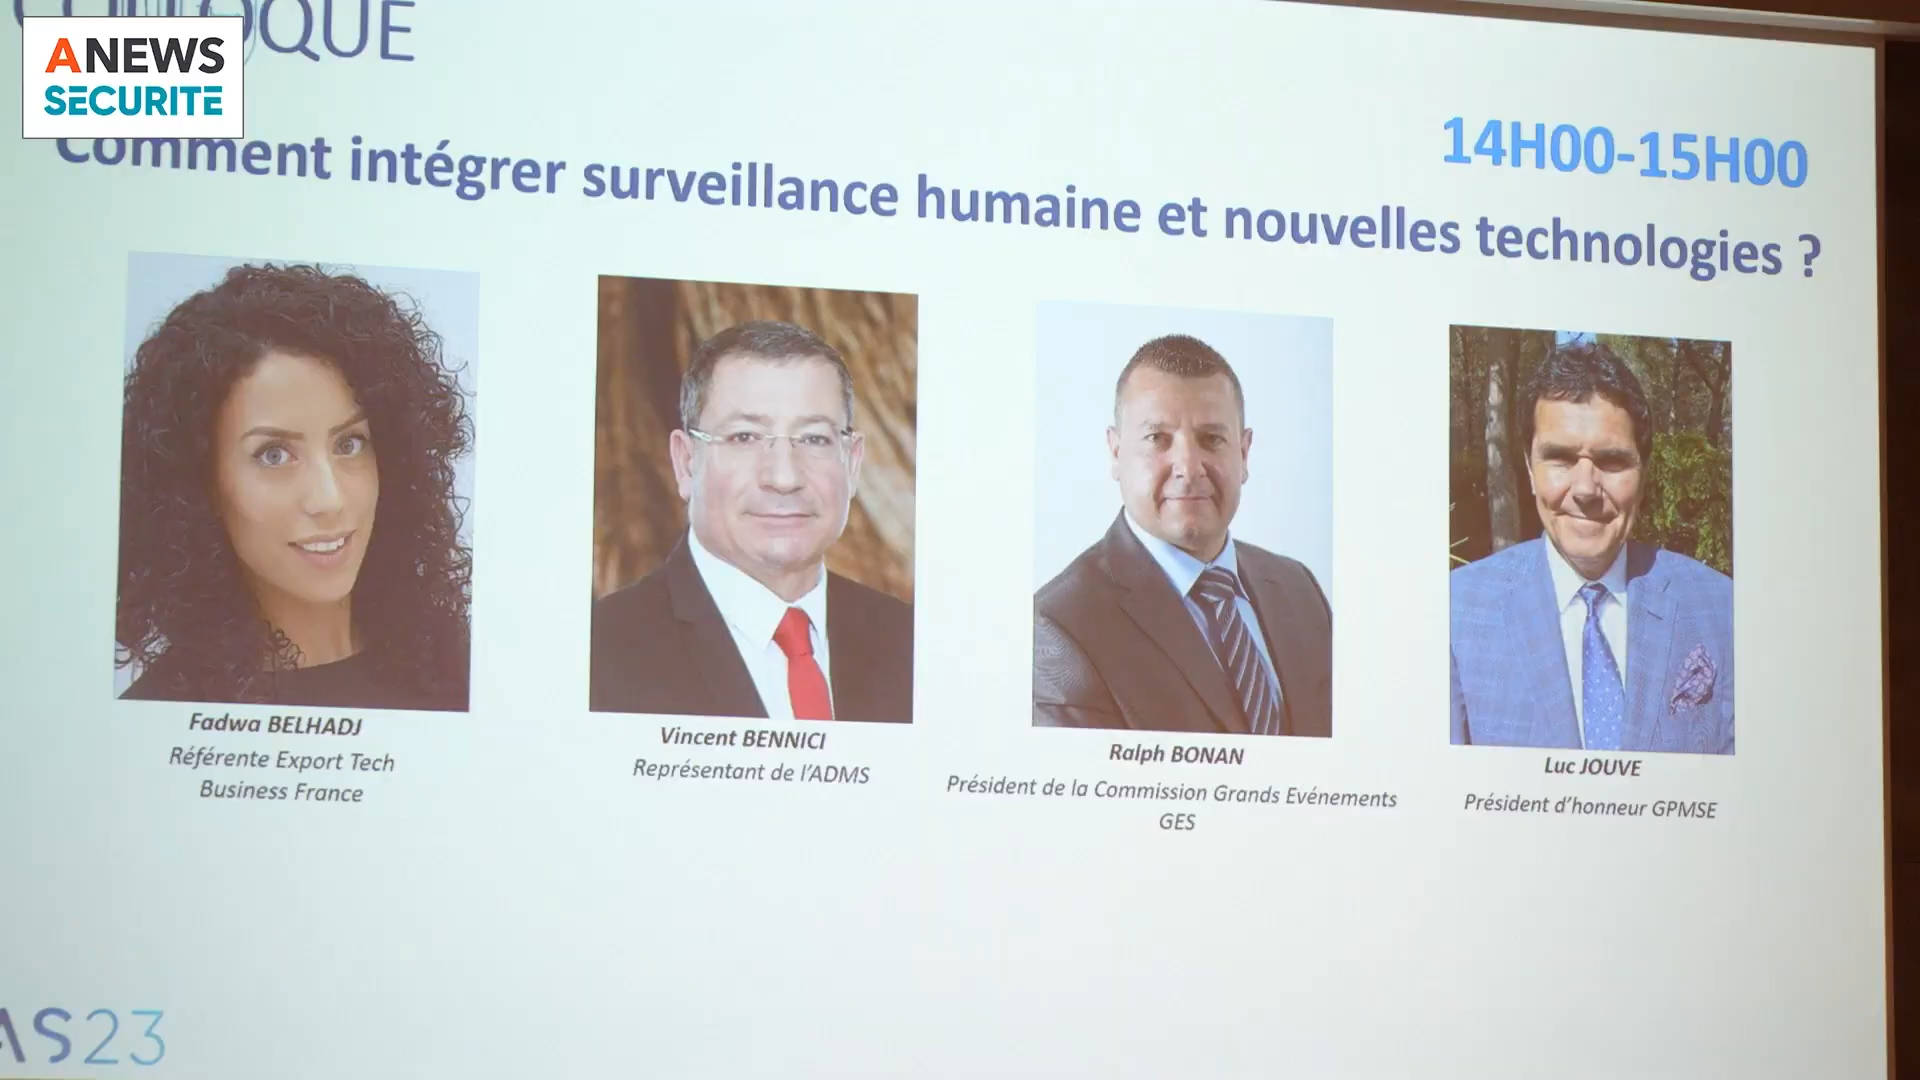 COLLOQUE
ANEWS
SECURITE
14H00-15H00
Comment intégrer surveillance humaine et nouvelles technologies ?
Fadwa BELHADJ
Référente Export Tech
Business France
Vincent BENNICI
Représentant de l’ADMS
Ralph BONAN
Président de la Commission Grands Evénements
GES
Luc JOUVE
Président d’honneur GPMSE
AS23